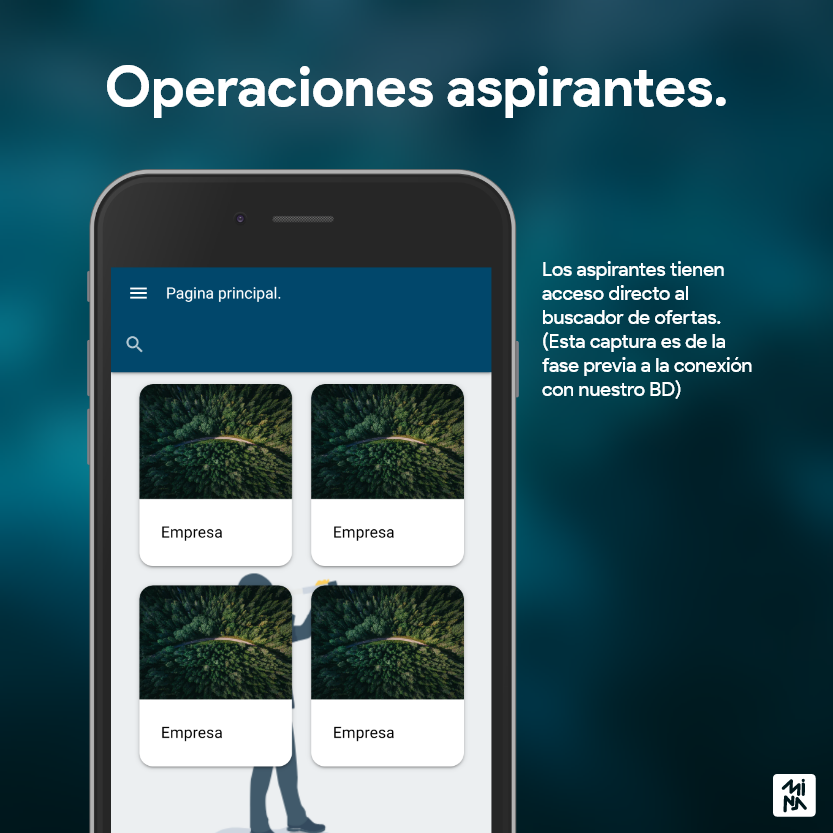 Operaciones aspirantes.
Pagina principal.
Los aspirantes tienen
acceso directo al
buscador de ofertas.
(Esta captura es de la
fase previa a la conexión
con nuestro BD)
Empresa
Empresa
Empresa
Empresa
MiNA